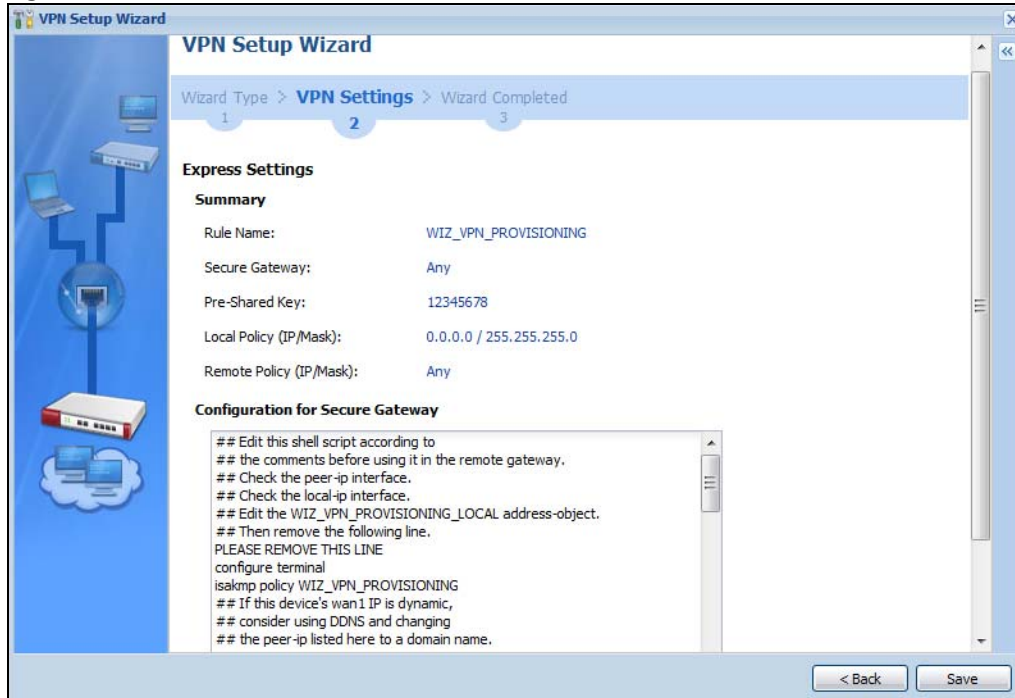 VPN Setup Wizard
VPN Setup Wizard
Wizard Type > VPN Settings > Wizard Completed
1 2 3
Express Settings
Summary
Rule Name: WIZ_VPN_PROVISIONING
Secure Gateway: Any
Pre-Shared Key: 12345678
Local Policy (IP/Mask): 0.0.0.0 / 255.255.255.0
Remote Policy (IP/Mask): Any
Configuration for Secure Gateway
## Edit this shell script according to
## the comments before using it in the remote gateway.
## Check the peer-ip interface.
## Check the local-ip interface.
## Edit the WIZ_VPN_PROVISIONING_LOCAL address-object.
## Then remove the following line.
PLEASE REMOVE THIS LINE
configure terminal
isakmp policy WIZ_VPN_PROVISIONING
## If this device's wan1 IP is dynamic,
## consider using DDNS and changing
## the peer-ip listed here to a domain name.
< Back Save